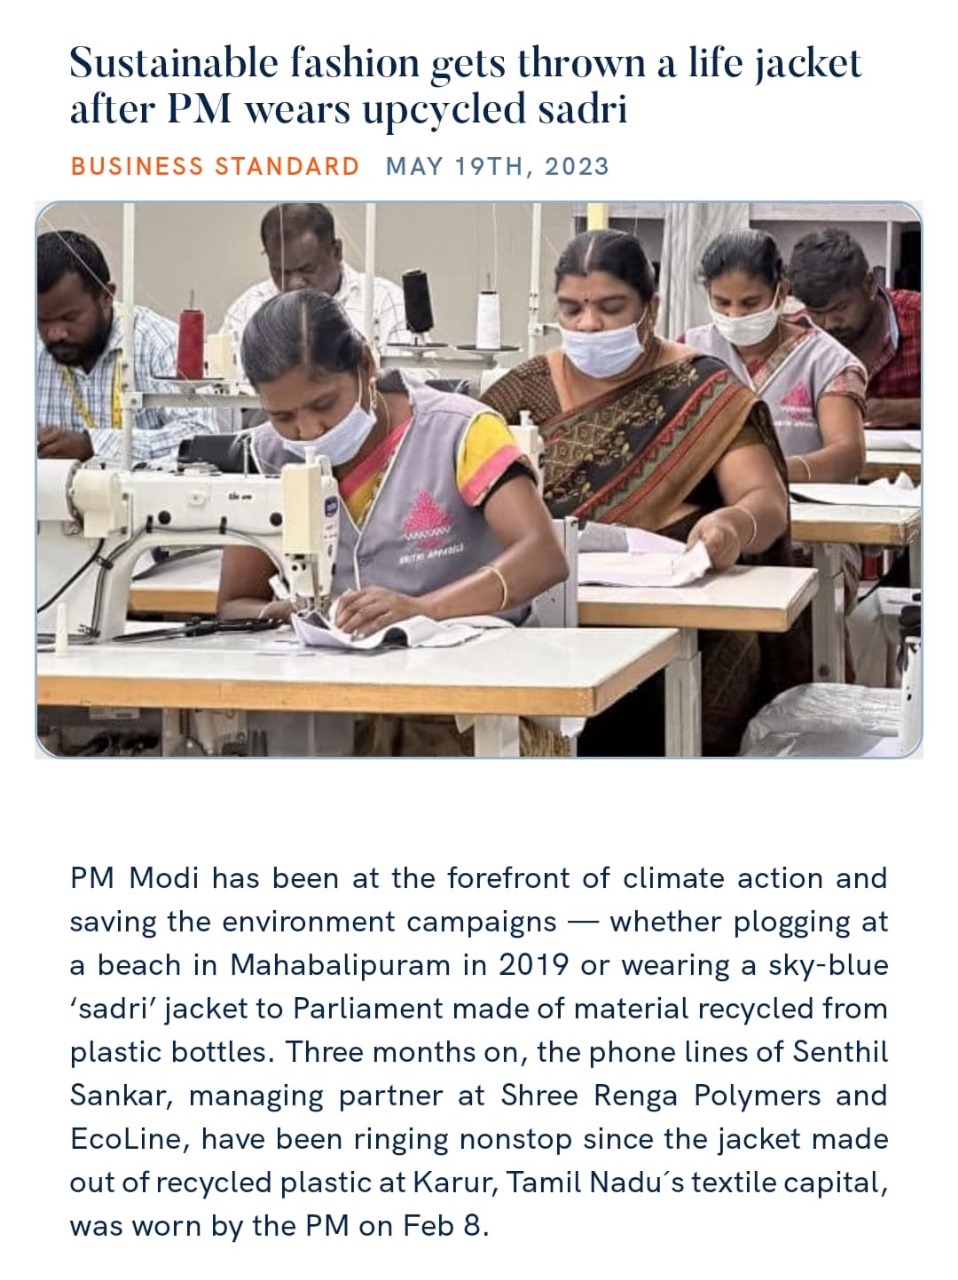 Sustainable fashion gets thrown a life jacket
after PM wears upcycled sadri
BUSINESS STANDARD MAY 19TH, 2023
KRITHI APPARELS
PM Modi has been at the forefront of climate action and
saving the environment campaigns — whether plogging at
a beach in Mahabalipuram in 2019 or wearing a sky-blue
‘sadri’ jacket to Parliament made of material recycled from
plastic bottles. Three months on, the phone lines of Senthil
Sankar, managing partner at Shree Renga Polymers and
EcoLine, have been ringing nonstop since the jacket made
out of recycled plastic at Karur, Tamil Nadu´s textile capital,
was worn by the PM on Feb 8.